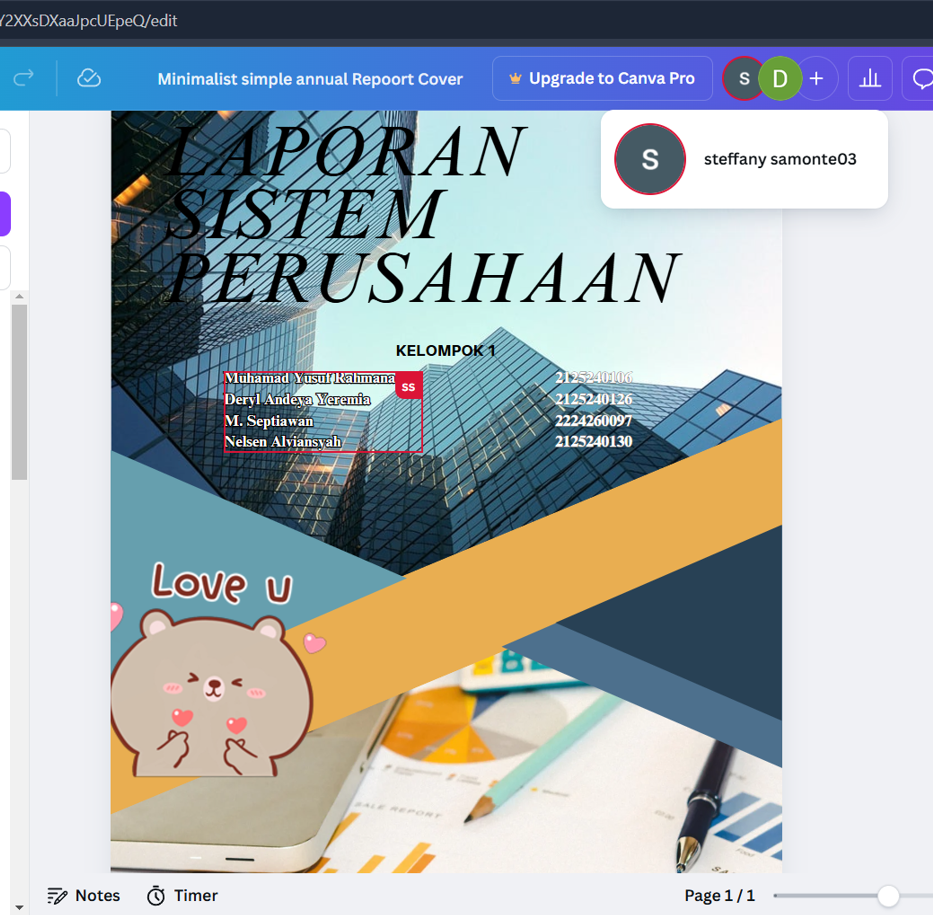 Y2XXsDXaaJpcUEpeQ/edit
Minimalist simple annual Repoort Cover
Upgrade to Canva Pro
S
D
+
S
steffany samonte03
LAPORAN
SISTEM
PERUSAHAAN
KELOMPOK 1
Muhamad Yusuf Rahmana
ss
2125240106
Deryl Andeya Yeremia
2125240126
M. Septiawan
2224260097
Nelsen Alviansyah
2125240130
Love u
SALE REPORT
Notes
Timer
Page 1 / 1